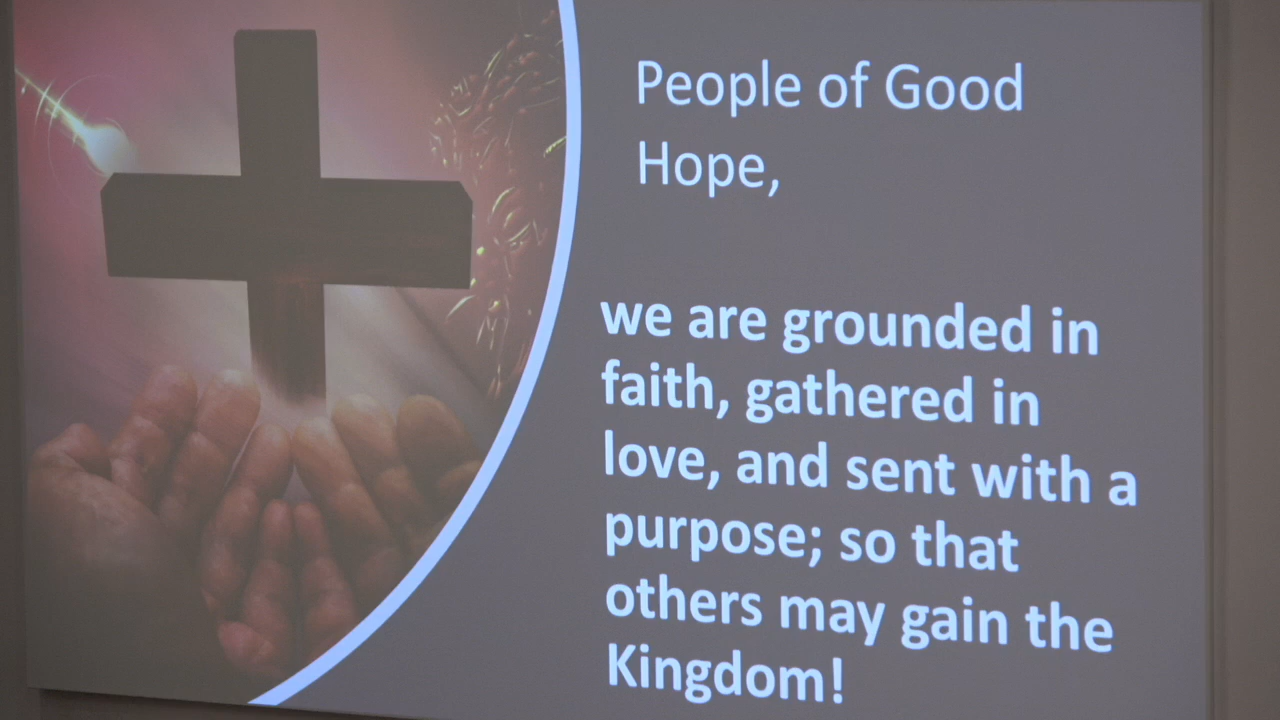 People of Good
Hope,
we are grounded in
faith, gathered in
love, and sent with a
purpose; so that
others may gain the
Kingdom!